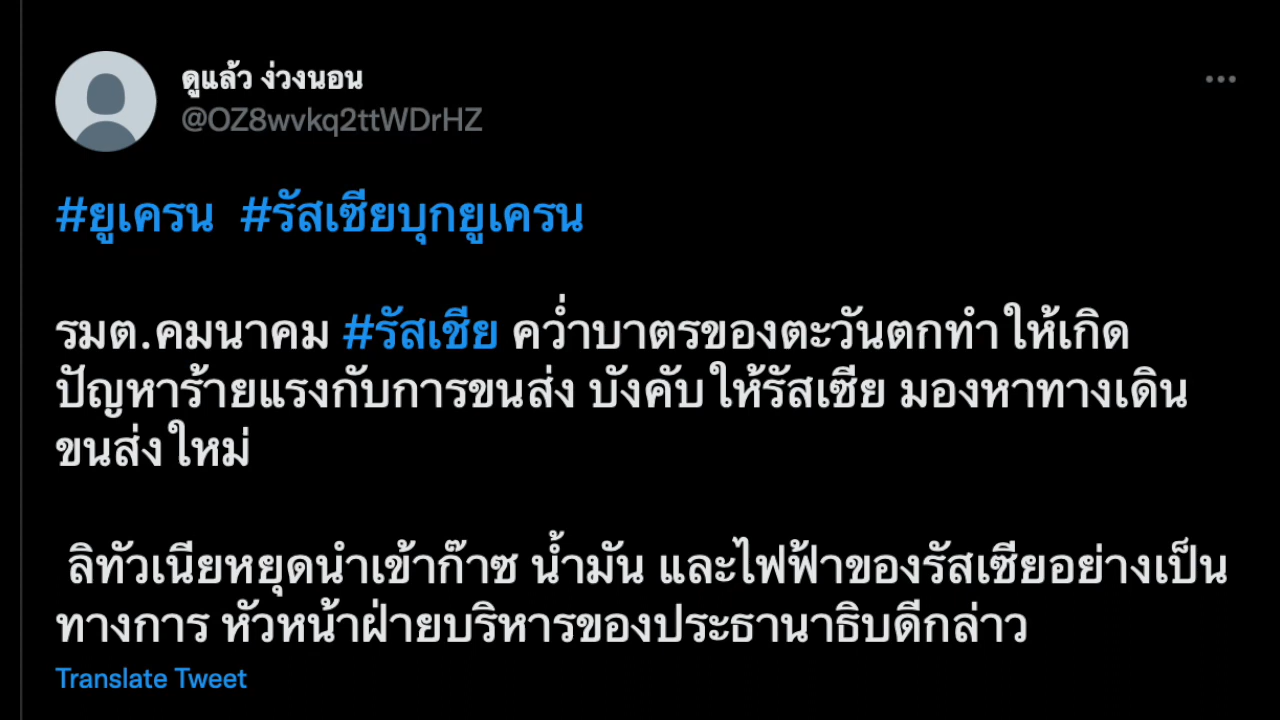 ดูแล้ว ง่วงนอน
@OZ8wvkq2ttWDrHZ
#ยูเครน #รัสเซียบุกยูเครน
รมต.คมนาคม #รัสเชีย คว่ำบาตรของตะวันตกทำให้เกิด
ปัญหาร้ายแรงกับการขนส่ง บังคับให้รัสเซีย มองหาทางเดิน
ขนส่งใหม่
ลิทัวเนียหยุดนำเข้าก๊าซ น้ำมัน และไฟฟ้าของรัสเซียอย่างเป็น
ทางการ หัวหน้าฝ่ายบริหารของประธานาธิบดีกล่าว
Translate Tweet